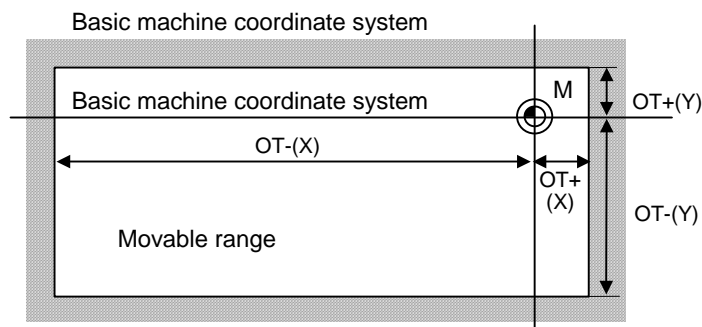 Basic machine coordinate system
Basic machine coordinate system
M
OT+(Y)
OT-(X)
OT+
(X)
OT-(Y)
Movable range